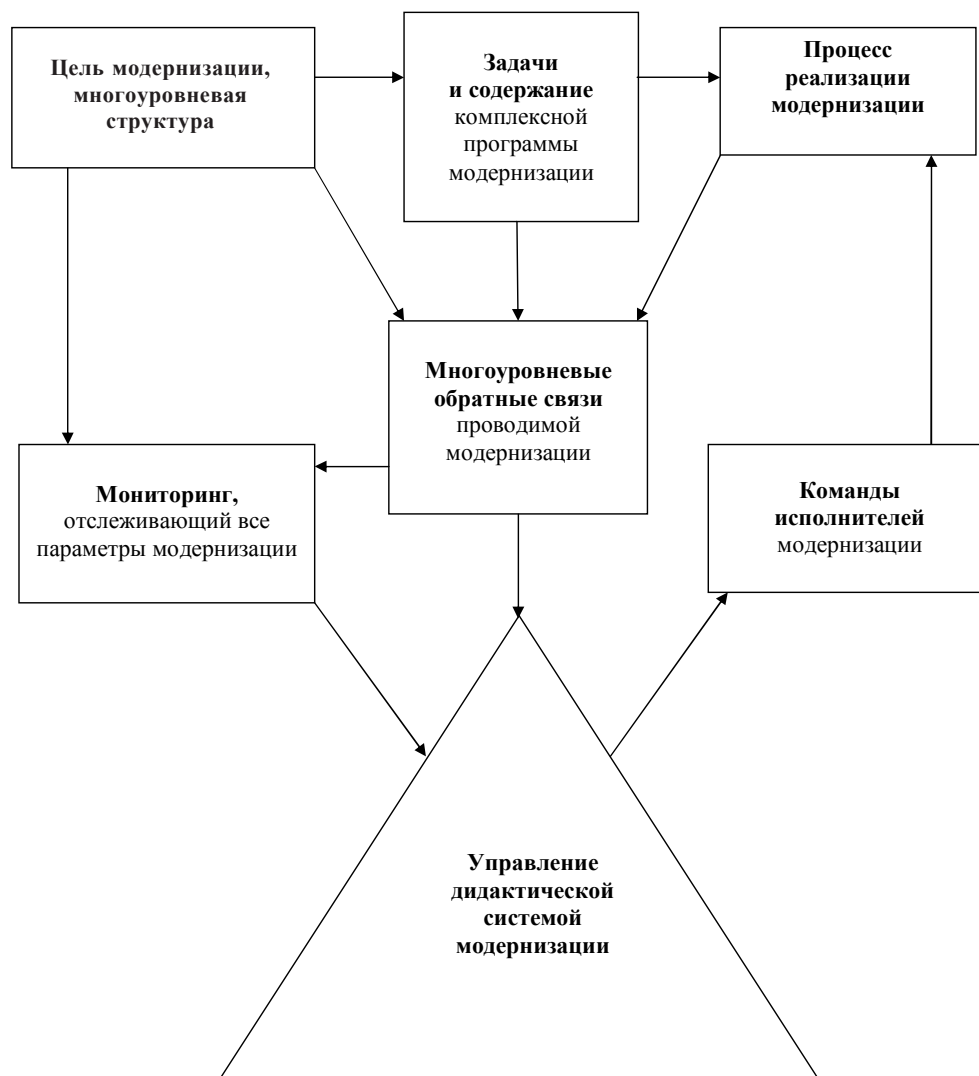 Цель модернизации,
многоуровневая
структура
Задачи
и содержание
комплексной
программы
модернизации
Процесс
реализации
модернизации
Многоуровневые
обратные связи
проводимой
модернизации
Мониторинг,
отслеживающий все
параметры модернизации
Команды
исполнителей
модернизации
Управление
дидактической
системой
модернизации